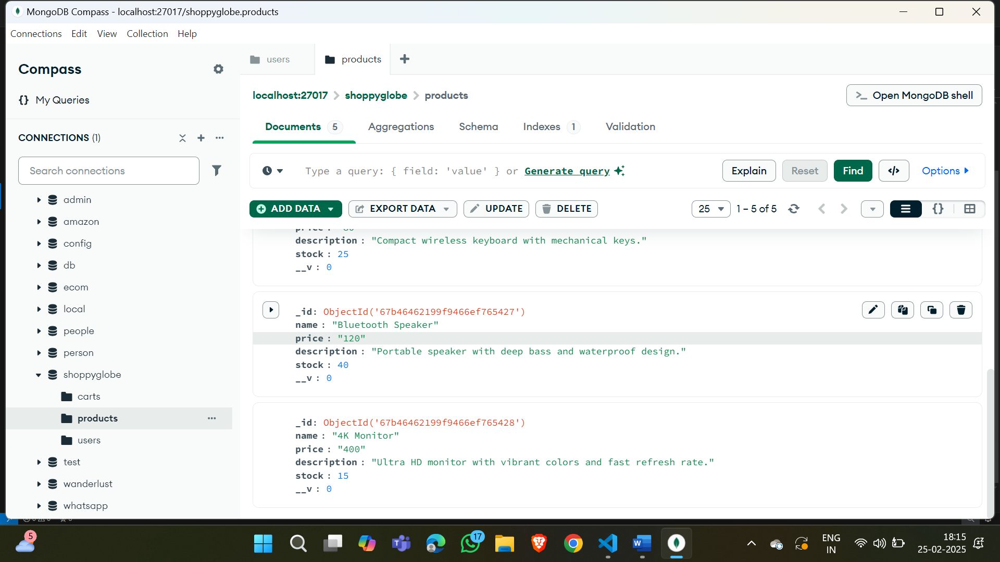 MongoDB Compass - localhost:27017/shoppyglobe.products
Connections Edit View Collection Help
Compass
My Queries
CONNECTIONS (1)
Search connections
admin
amazon
config
db
ecom
local
people
person
shoppyglobe
carts
products
users
test
wanderlust
whatsapp
users
products
localhost:27017 > shoppyglobe > products
>_ Open MongoDB shell
Documents 5 Aggregations Schema Indexes 1 Validation
Type a query: { field: 'value' } or Generate query
Explain Reset Find </> Options
ADD DATA EXPORT DATA UPDATE DELETE
25 1 – 5 of 5 {}
description : "Compact wireless keyboard with mechanical keys."
stock : 25
__v : 0
_id: ObjectId('67b46462199f9466ef765427')
name : "Bluetooth Speaker"
price : "120"
description : "Portable speaker with deep bass and waterproof design."
stock : 40
__v : 0
_id: ObjectId('67b46462199f9466ef765428')
name : "4K Monitor"
price : "400"
description : "Ultra HD monitor with vibrant colors and fast refresh rate."
stock : 15
__v : 0
5
17
ENG
IN
18:15
25-02-2025